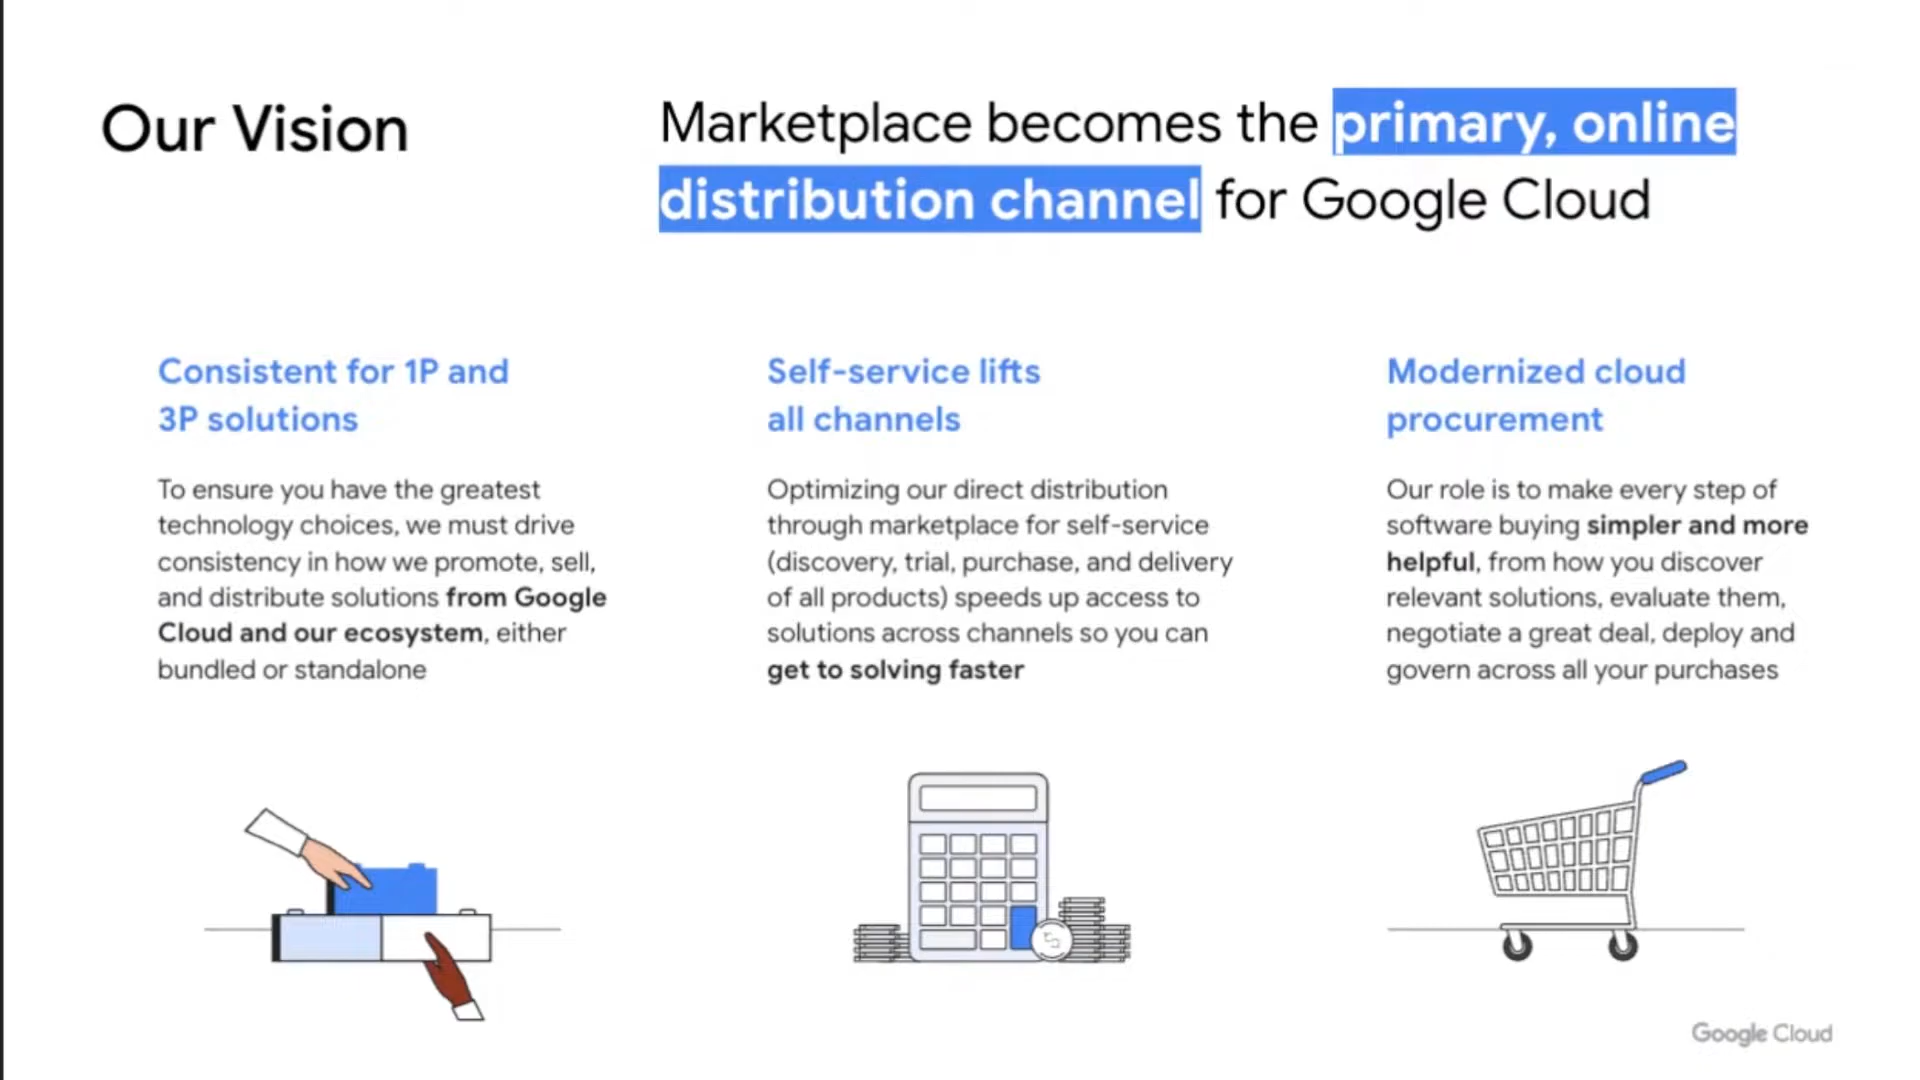 Our Vision
Marketplace becomes the primary, online
distribution channel for Google Cloud
Consistent for 1P and
3P solutions
To ensure you have the greatest
technology choices, we must drive
consistency in how we promote, sell,
and distribute solutions from Google
Cloud and our ecosystem, either
bundled or standalone
Self-service lifts
all channels
Optimizing our direct distribution
through marketplace for self-service
(discovery, trial, purchase, and delivery
of all products) speeds up access to
solutions across channels so you can
get to solving faster
Modernized cloud
procurement
Our role is to make every step of
software buying simpler and more
helpful, from how you discover
relevant solutions, evaluate them,
negotiate a great deal, deploy and
govern across all your purchases
Google Cloud